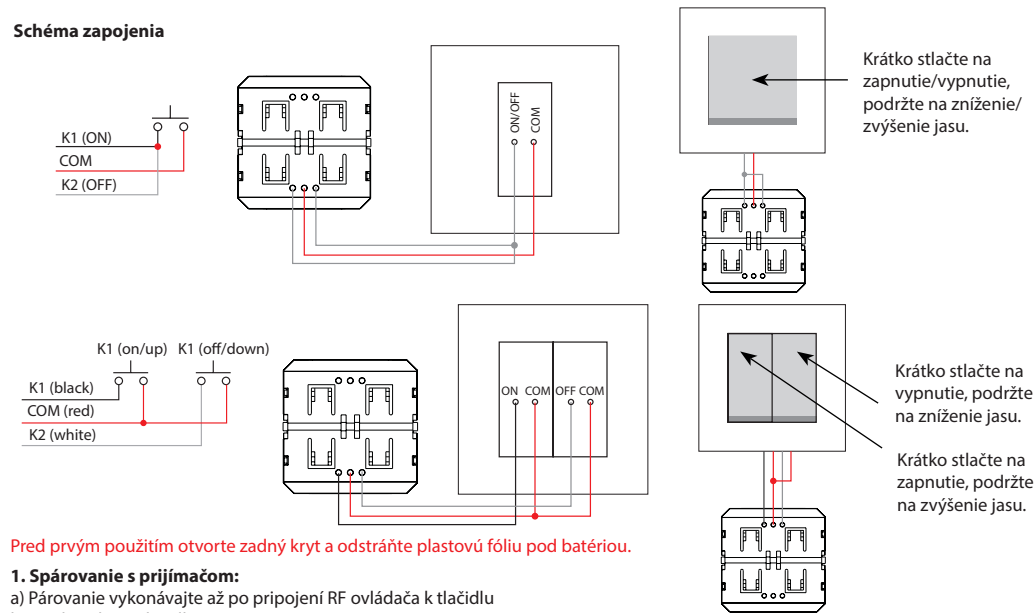 Schéma zapojenia
K1 (ON)
COM
K2 (OFF)
ON/OFF
COM
Krátko stlačte na
zapnutie/vypnutie,
podržte na zníženie/
zvýšenie jasu.
K1 (on/up) K1 (off/down)
K1 (black)
COM (red)
K2 (white)
ON COM OFF COM
Krátko stlačte na
vypnutie, podržte
na zníženie jasu.
Krátko stlačte na
zapnutie, podržte
na zvýšenie jasu.
Pred prvým použitím otvorte zadný kryt a odstráňte plastovú fóliu pod batériou.
1. Spárovanie s prijímačom:
a) Párovanie vykonávajte až po pripojení RF ovládača k tlačidlu